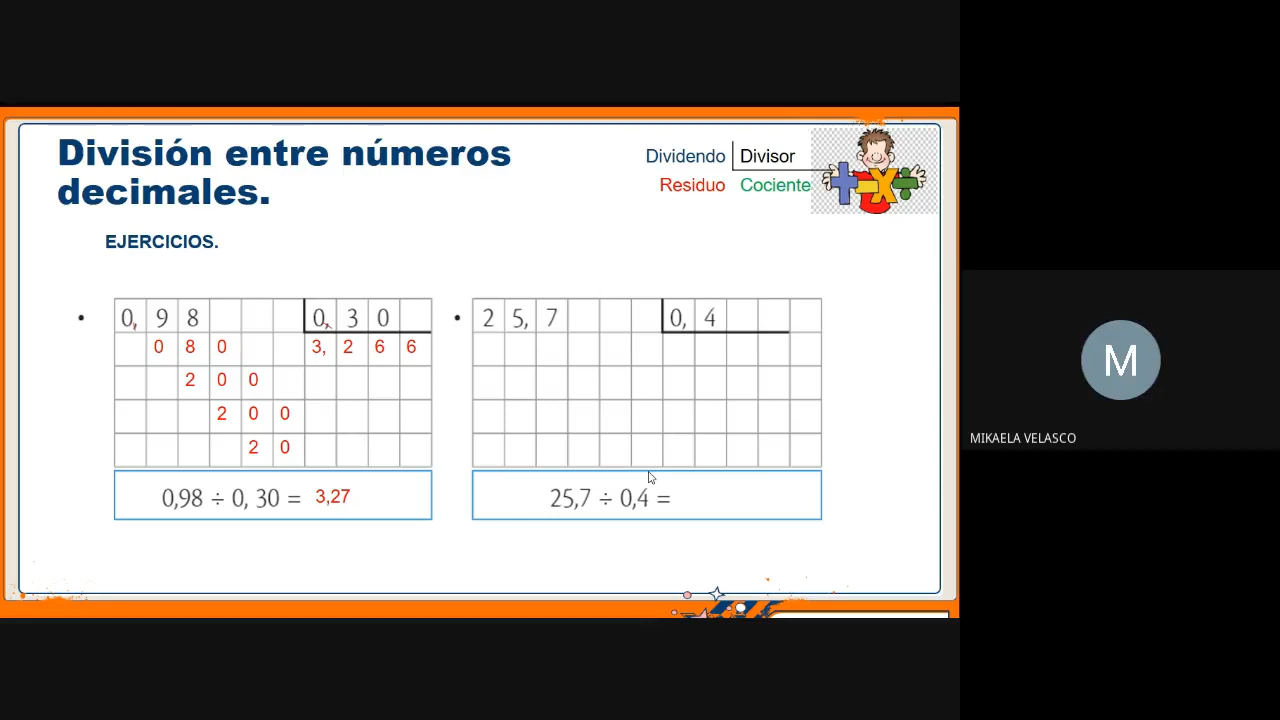 División entre números
decimales.
Dividendo Divisor
Residuo Cociente
EJERCICIOS.
• 0, 9 8 0, 3 0
0 8 0 3, 2 6 6
2 0 0
2 0 0
2 0
0,98 ÷ 0, 30 = 3,27
• 2 5, 7 0, 4
25,7 ÷ 0,4 =
M
MIKAELA VELASCO